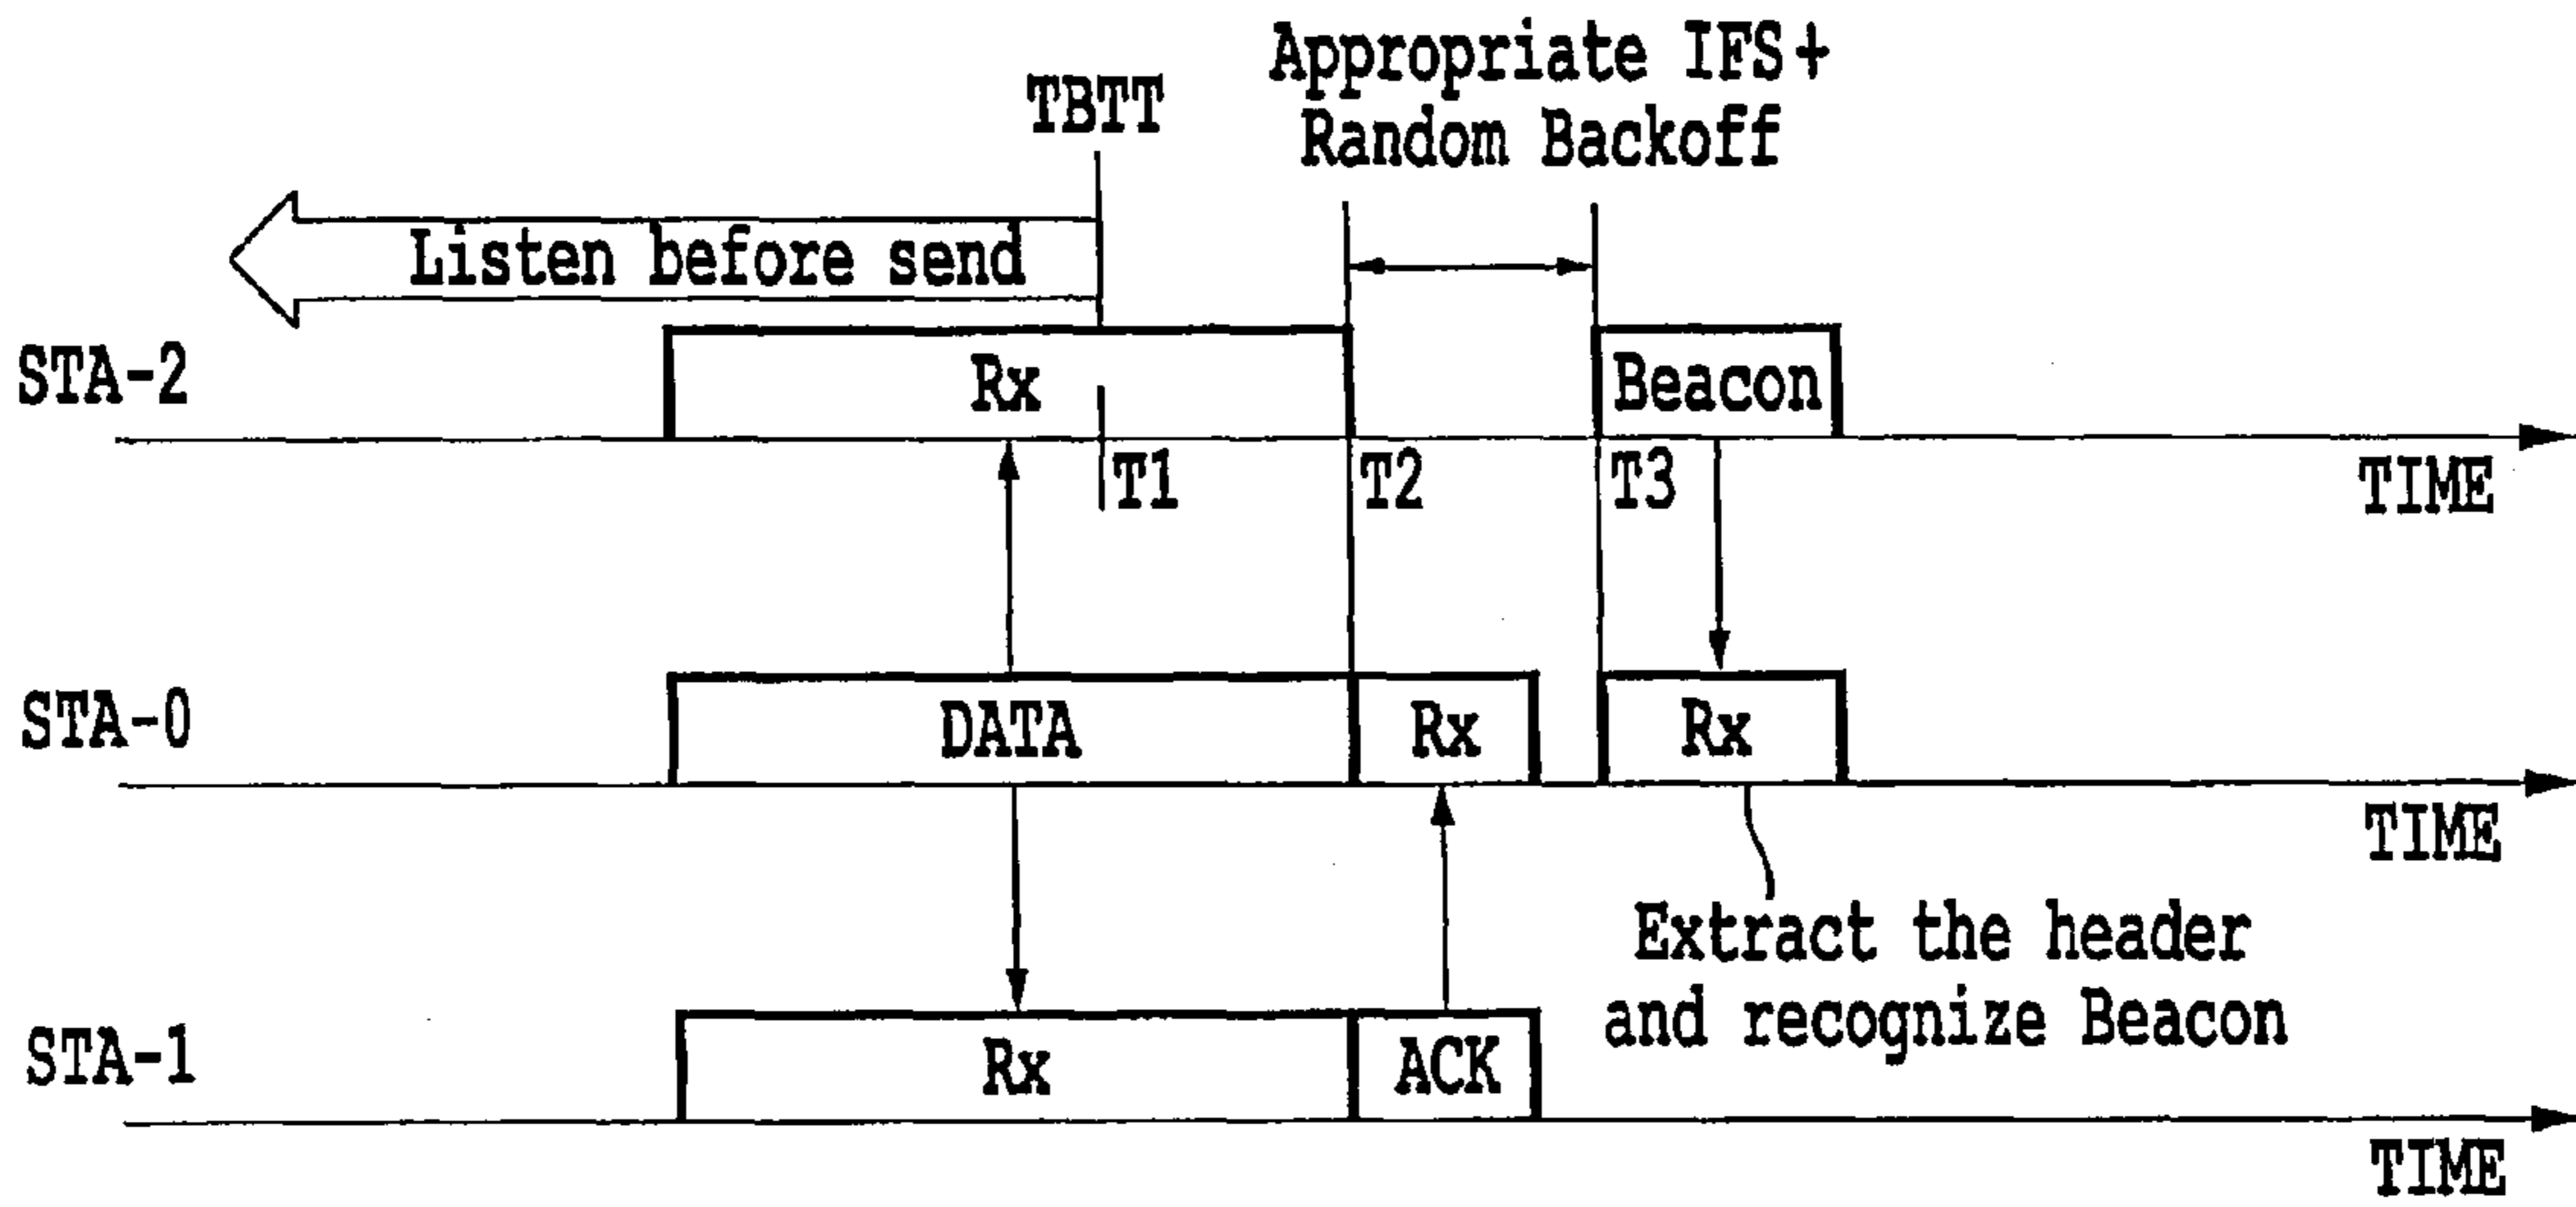 Appropriate IFS+
Random Backoff
TBTT
Listen before send
STA-2
Rx
Beacon
T1
T2
T3
TIME
STA-0
DATA
Rx
Rx
TIME
Extract the header
and recognize Beacon
STA-1
Rx
ACK
TIME